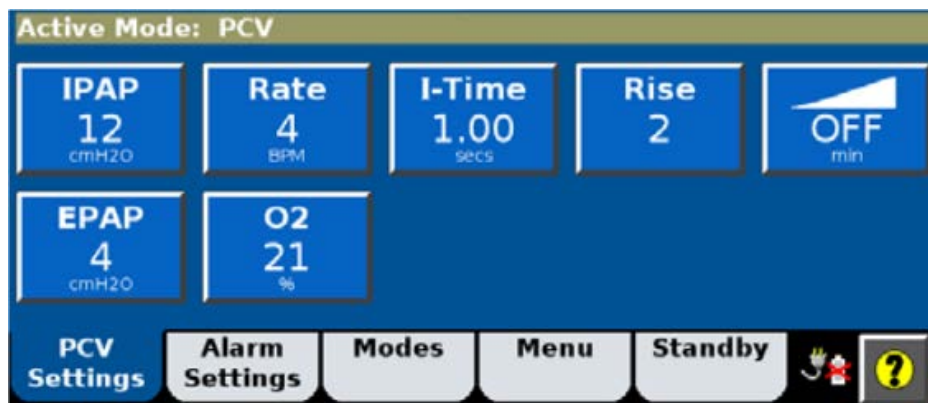 Active Mode: PCV
IPAP
12
cmH2O
Rate
4
BPM
I-Time
1.00
secs
Rise
2
OFF
min
EPAP
4
cmH2O
O2
21
%
PCV
Settings
Alarm
Settings
Modes
Menu
Standby
?